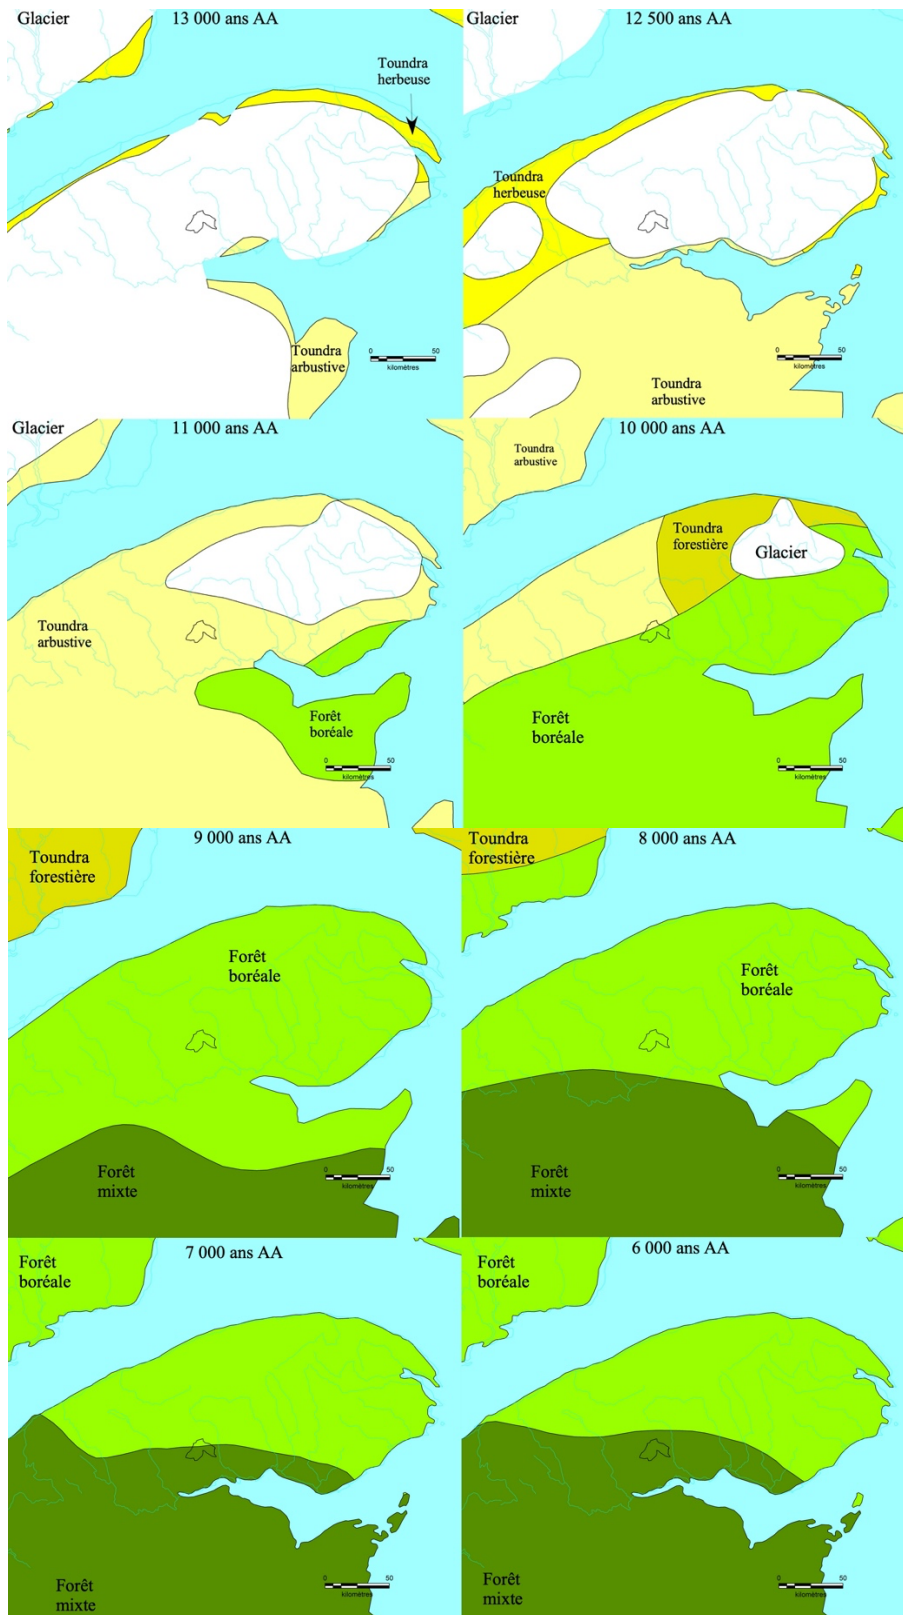 Glacier
13 000 ans AA
Toundra
herbeuse
Toundra
arbustive
0
50
kilomètres
Glacier
12 500 ans AA
Toundra
herbeuse
Toundra
arbustive
0
50
kilomètres
Glacier
11 000 ans AA
Toundra
arbustive
Forêt
boréale
0
50
kilomètres
10 000 ans AA
Toundra
arbustive
Toundra
forestière
Glacier
Forêt
boréale
0
50
kilomètres
9 000 ans AA
Toundra
forestière
Forêt
boréale
Forêt
mixte
0
50
kilomètres
8 000 ans AA
Toundra
forestière
Forêt
boréale
Forêt
mixte
0
50
kilomètres
7 000 ans AA
Forêt
boréale
Forêt
mixte
0
50
kilomètres
6 000 ans AA
Forêt
boréale
Forêt
mixte
0
50
kilomètres